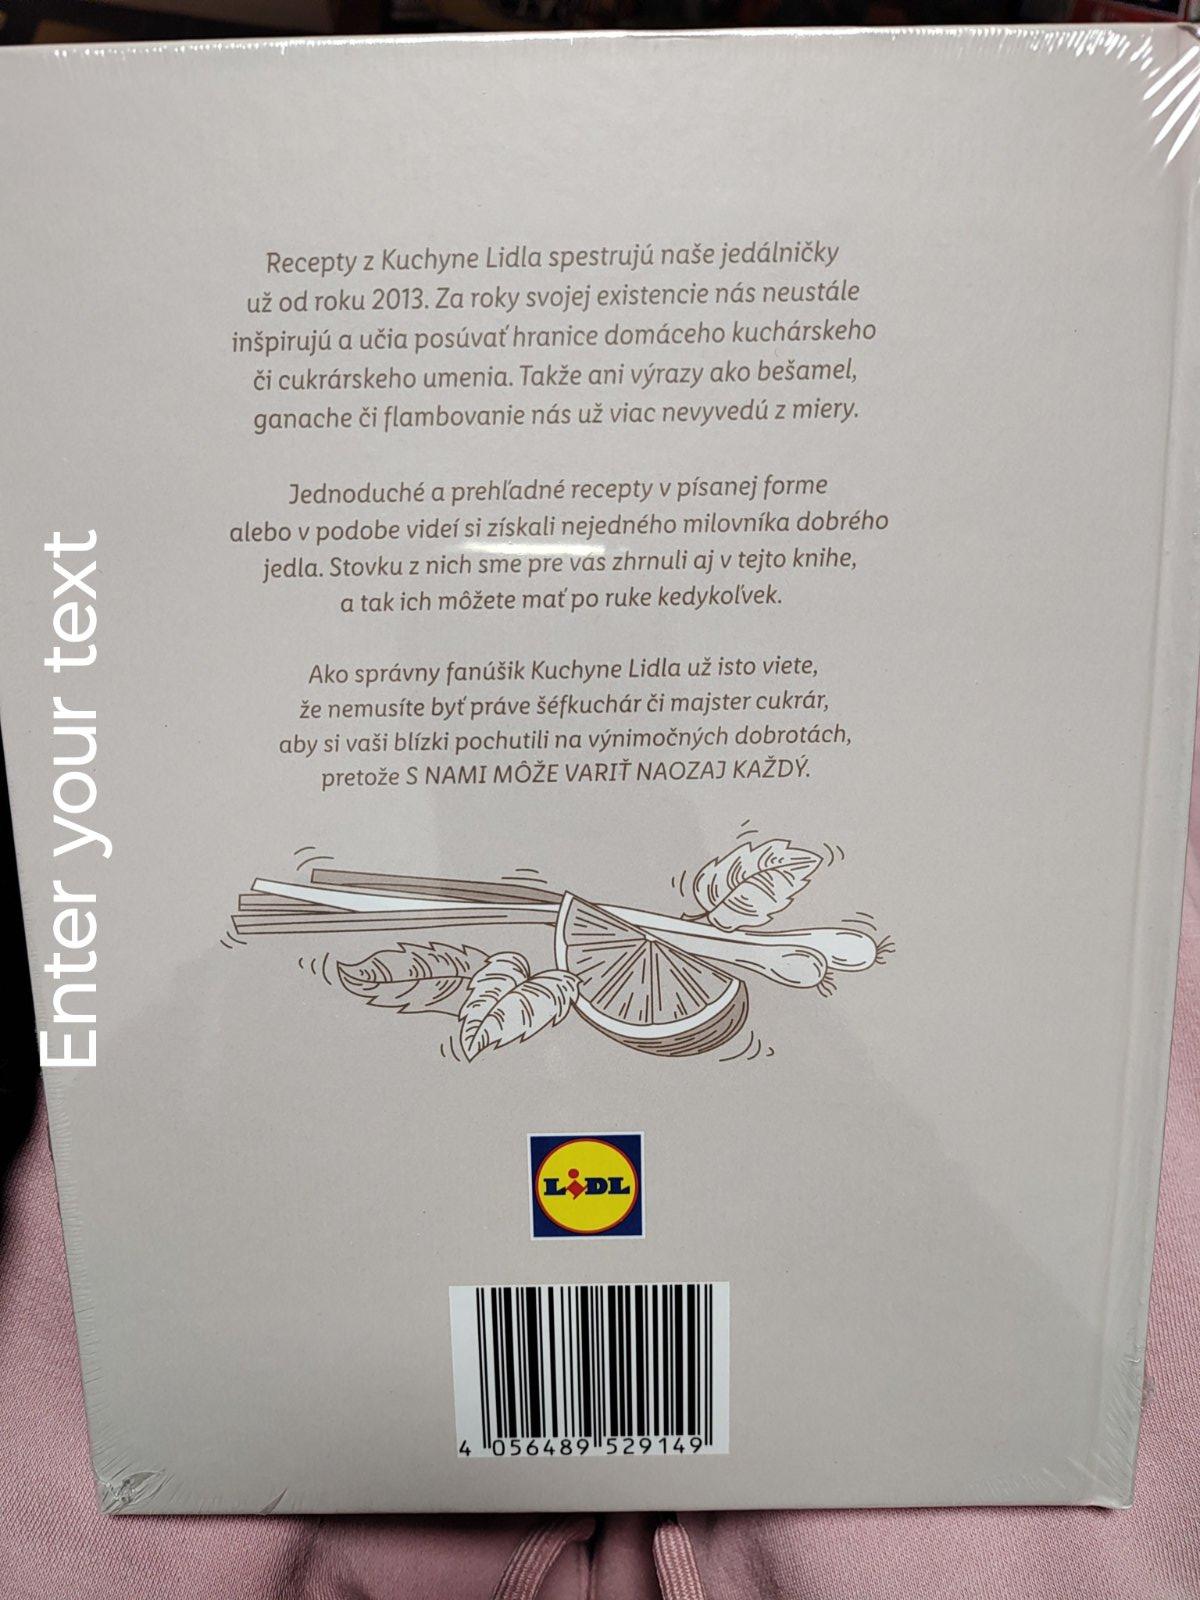 Recepty z Kuchyne Lidla spestrujú naše jedálničky
už od roku 2013. Za roky svojej existencie nás neustále
inšpirujú a učia posúvať hranice domáceho kuchárskeho
či cukrárskeho umenia. Takže ani výrazy ako bešamel,
ganache či flambovanie nás už viac nevyvedú z miery.
Jednoduché a prehľadné recepty v písanej forme
alebo v podobe videí si získali nejedného milovníka dobrého
jedla. Stovku z nich sme pre vás zhrnuli aj v tejto knihe,
a tak ich môžete mať po ruke kedykoľvek.
Ako správny fanúšik Kuchyne Lidla už isto viete,
že nemusíte byť práve šéfkuchár či majster cukrár,
aby si vaši blízki pochutili na výnimočných dobrotách,
pretože S NAMI MÔŽE VARIŤ NAOZAJ KAŽDÝ.
Enter your text
LIDL
4 056489 529149